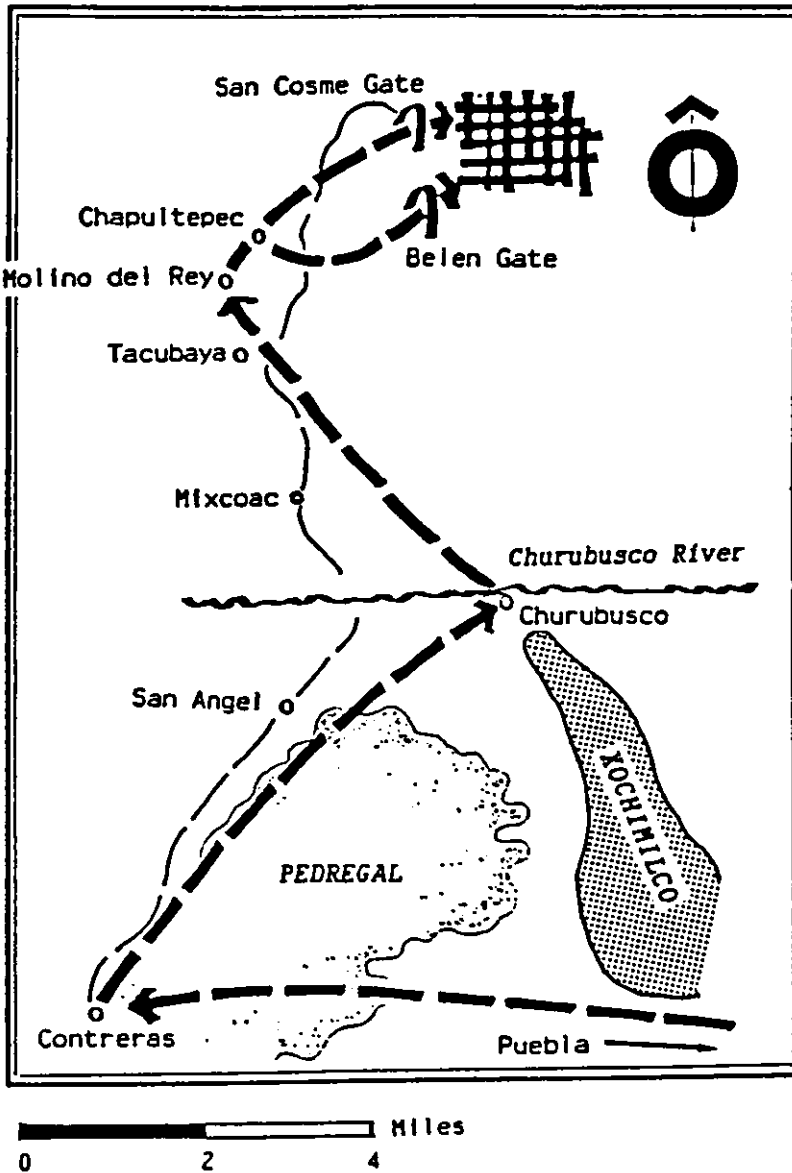 San Cosme Gate
Chapultepec
Belen Gate
Molino del Rey
Tacubaya
Mixcoac
Churubusco River
Churubusco
San Angel
XOCHIMILCO
PEDREGAL
Contreras
Puebla
Miles
0 2 4